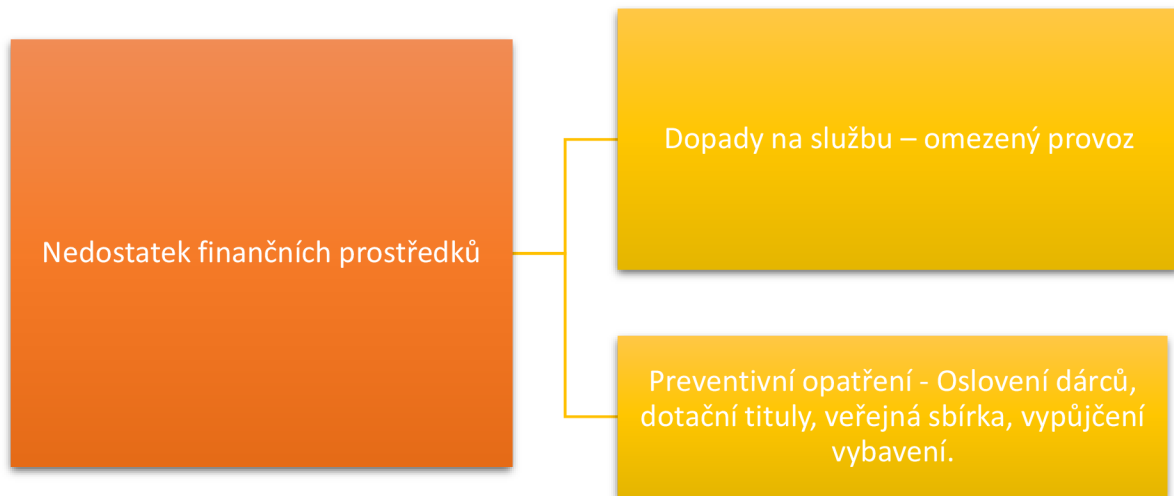 Nedostatek finančních prostředků
Dopady na službu – omezený provoz
Preventivní opatření - Oslovení dárců,
dotační tituly, veřejná sbírka, vypůjčení
vybavení.